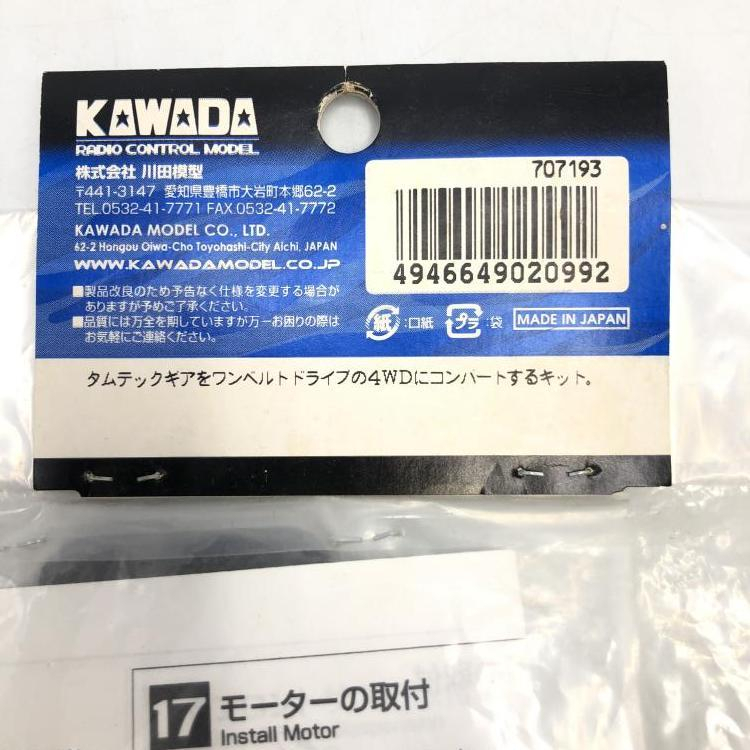 KAWADA
RADIO CONTROL MODEL
株式会社 川田模型
〒441-3147 愛知県豊橋市大岩町本郷62-2
TEL.0532-41-7771 FAX.0532-41-7772
KAWADA MODEL CO., LTD.
62-2 Hongou Oiwa-Cho Toyohashi-City Aichi, JAPAN
WWW.KAWADAMODEL.CO.JP
■製品改良のため予告なく仕様を変更する場合が
ありますが予めご了承ください。
■品質には万全を期していますが万一お困りの際は
お気軽にご連絡ください。
707193
4946649020992
紙:口紙 プラ:袋 MADE IN JAPAN
タムテックギアをワンベルトドライブの4WDにコンバートするキット。
17 モーターの取付
Install Motor